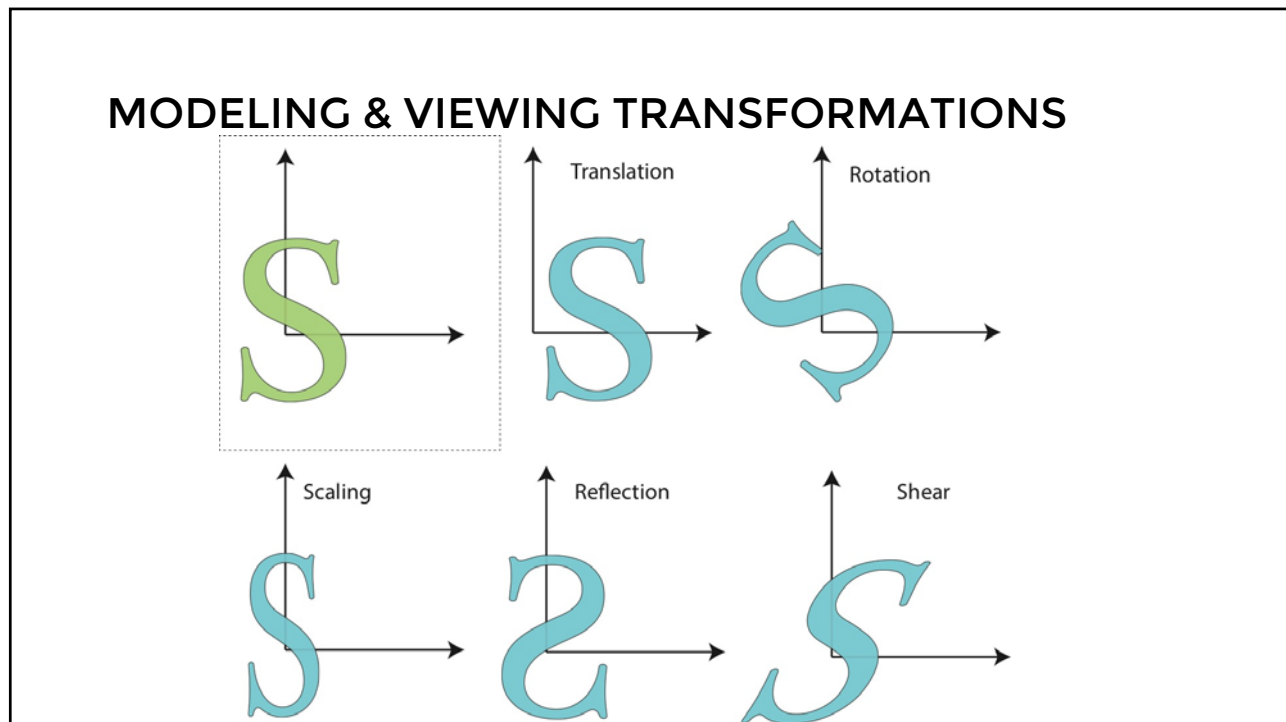 MODELING & VIEWING TRANSFORMATIONS
Translation
Rotation
S
S
S
Scaling
Reflection
Shear
S
S
S